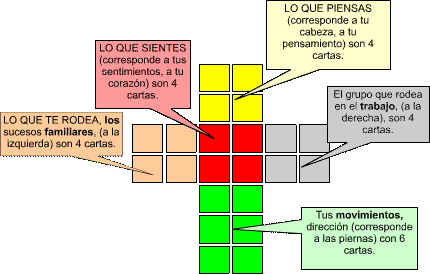 LO QUE PIENSAS
(corresponde a tu
cabeza, a tu
pensamiento) son 4
cartas.
LO QUE SIENTES
(corresponde a tus
sentimientos, a tu
corazón) son 4
cartas.
El grupo que rodea
en el trabajo, (a la
derecha), son 4
cartas.
LO QUE TE RODEA, los
sucesos familiares, (a la
izquierda) son 4 cartas.
Tus movimientos,
dirección (corresponde
a las piernas) con 6
cartas.